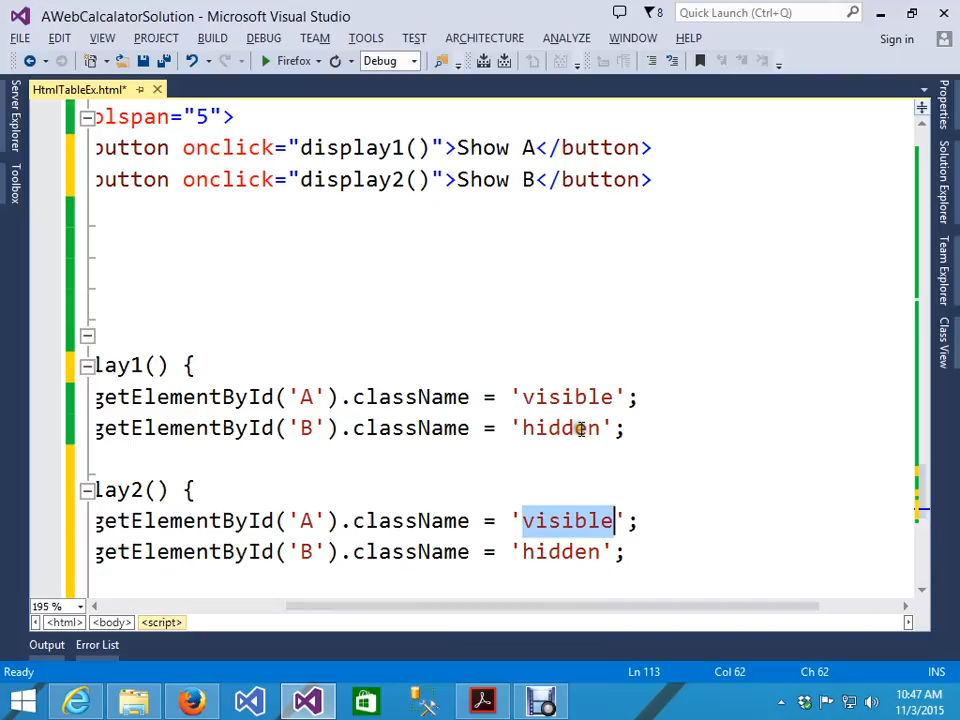 AWebCalcalatorSolution - Microsoft Visual Studio
8
Quick Launch (Ctrl+Q)
FILE EDIT VIEW PROJECT BUILD DEBUG TEAM TOOLS TEST ARCHITECTURE ANALYZE WINDOW HELP Sign in
Firefox Debug
HtmlTableEx.html*
Server Explorer
Toolbox
Properties
Solution Explorer
Team Explorer
Class View
olspan="5">
button onclick="display1()">Show A</button>
button onclick="display2()">Show B</button>
lay1() {
getElementById('A').className = 'visible';
getElementById('B').className = 'hidden';
lay2() {
getElementById('A').className = 'visible';
getElementById('B').className = 'hidden';
195 %
<html> <body> <script>
Output Error List
Ready Ln 113 Col 62 Ch 62 INS
10:47 AM
11/3/2015